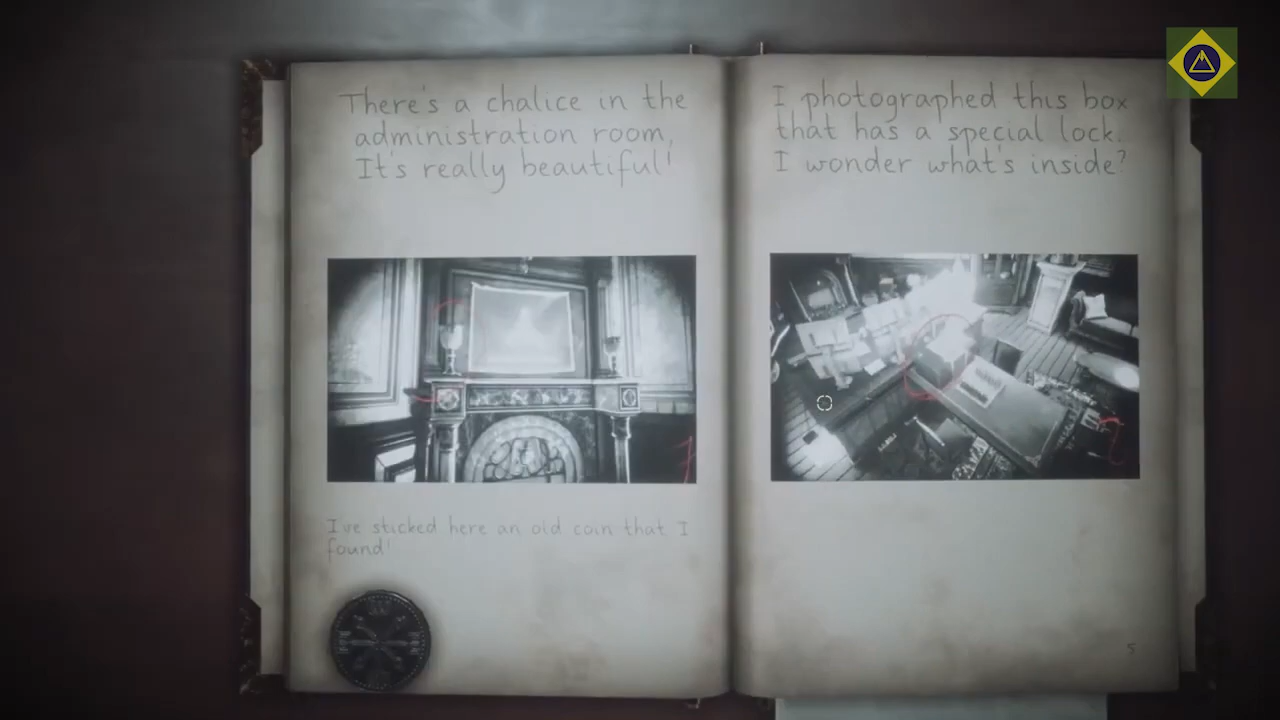 There's a chalice in the
administration room,
It's really beautiful!
I've sticked here an old coin that I
found!
I photographed this box
that has a special lock.
I wonder what's inside?
5